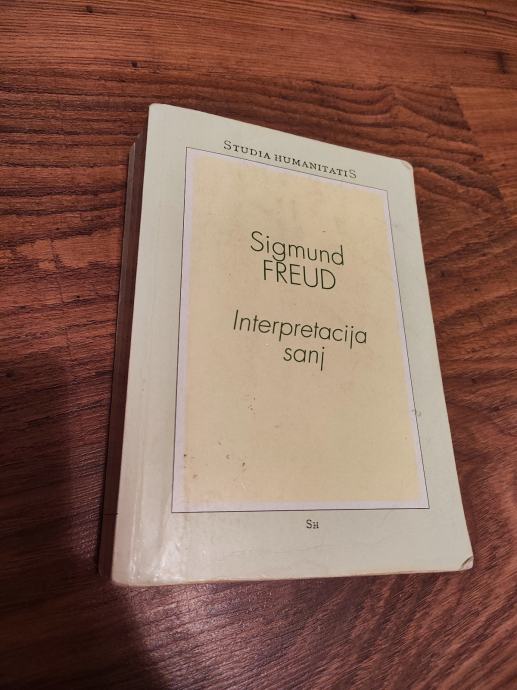 STUDIA HUMANITATIS
Sigmund
FREUD
Interpretacija
sanj
SH